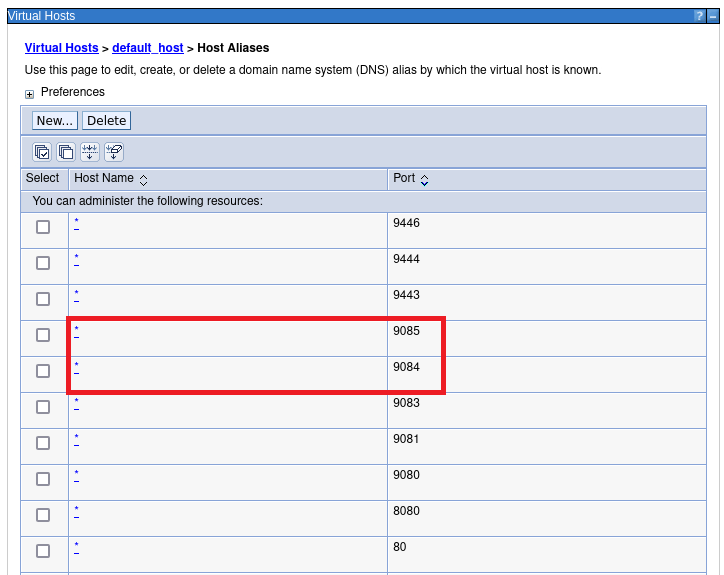 Virtual Hosts ? –
Virtual Hosts > default_host > Host Aliases
Use this page to edit, create, or delete a domain name system (DNS) alias by which the virtual host is known.
+ Preferences
New... Delete
Select Host Name Port
You can administer the following resources:
* 9446
* 9444
* 9443
* 9085
* 9084
* 9083
* 9081
* 9080
* 8080
* 80